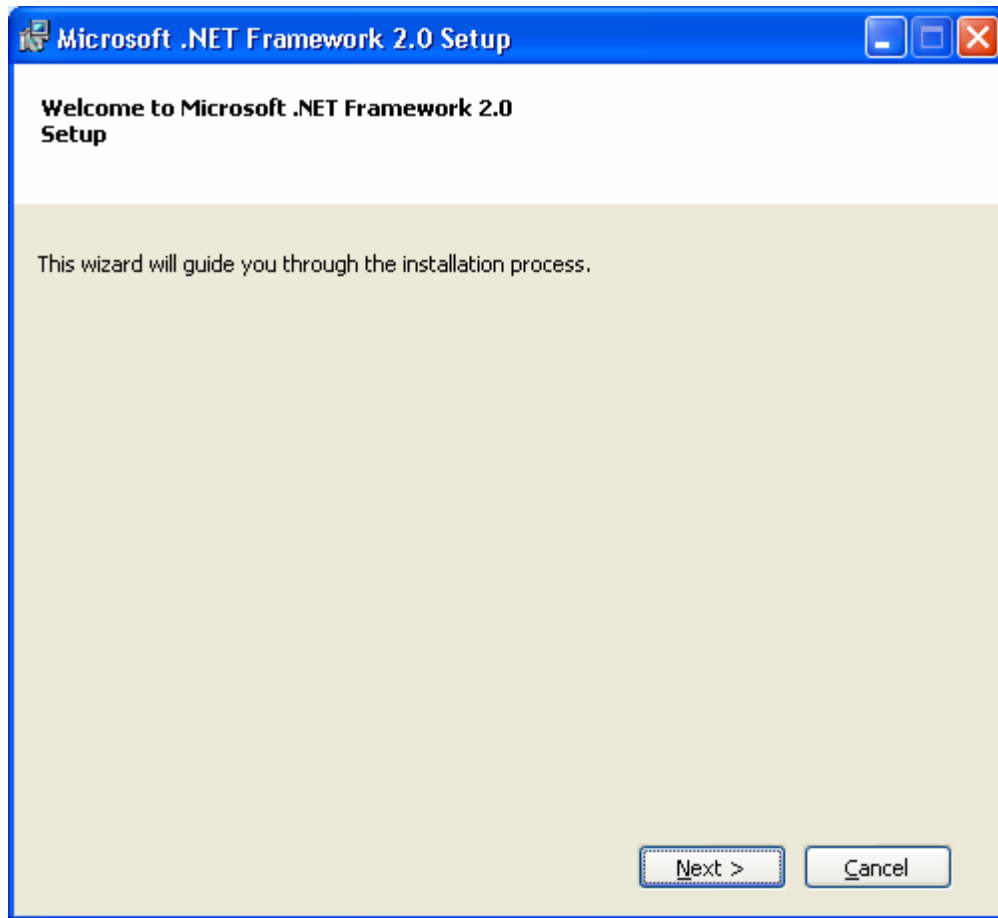 Microsoft .NET Framework 2.0 Setup
Welcome to Microsoft .NET Framework 2.0
Setup
This wizard will guide you through the installation process.
Next >
Cancel